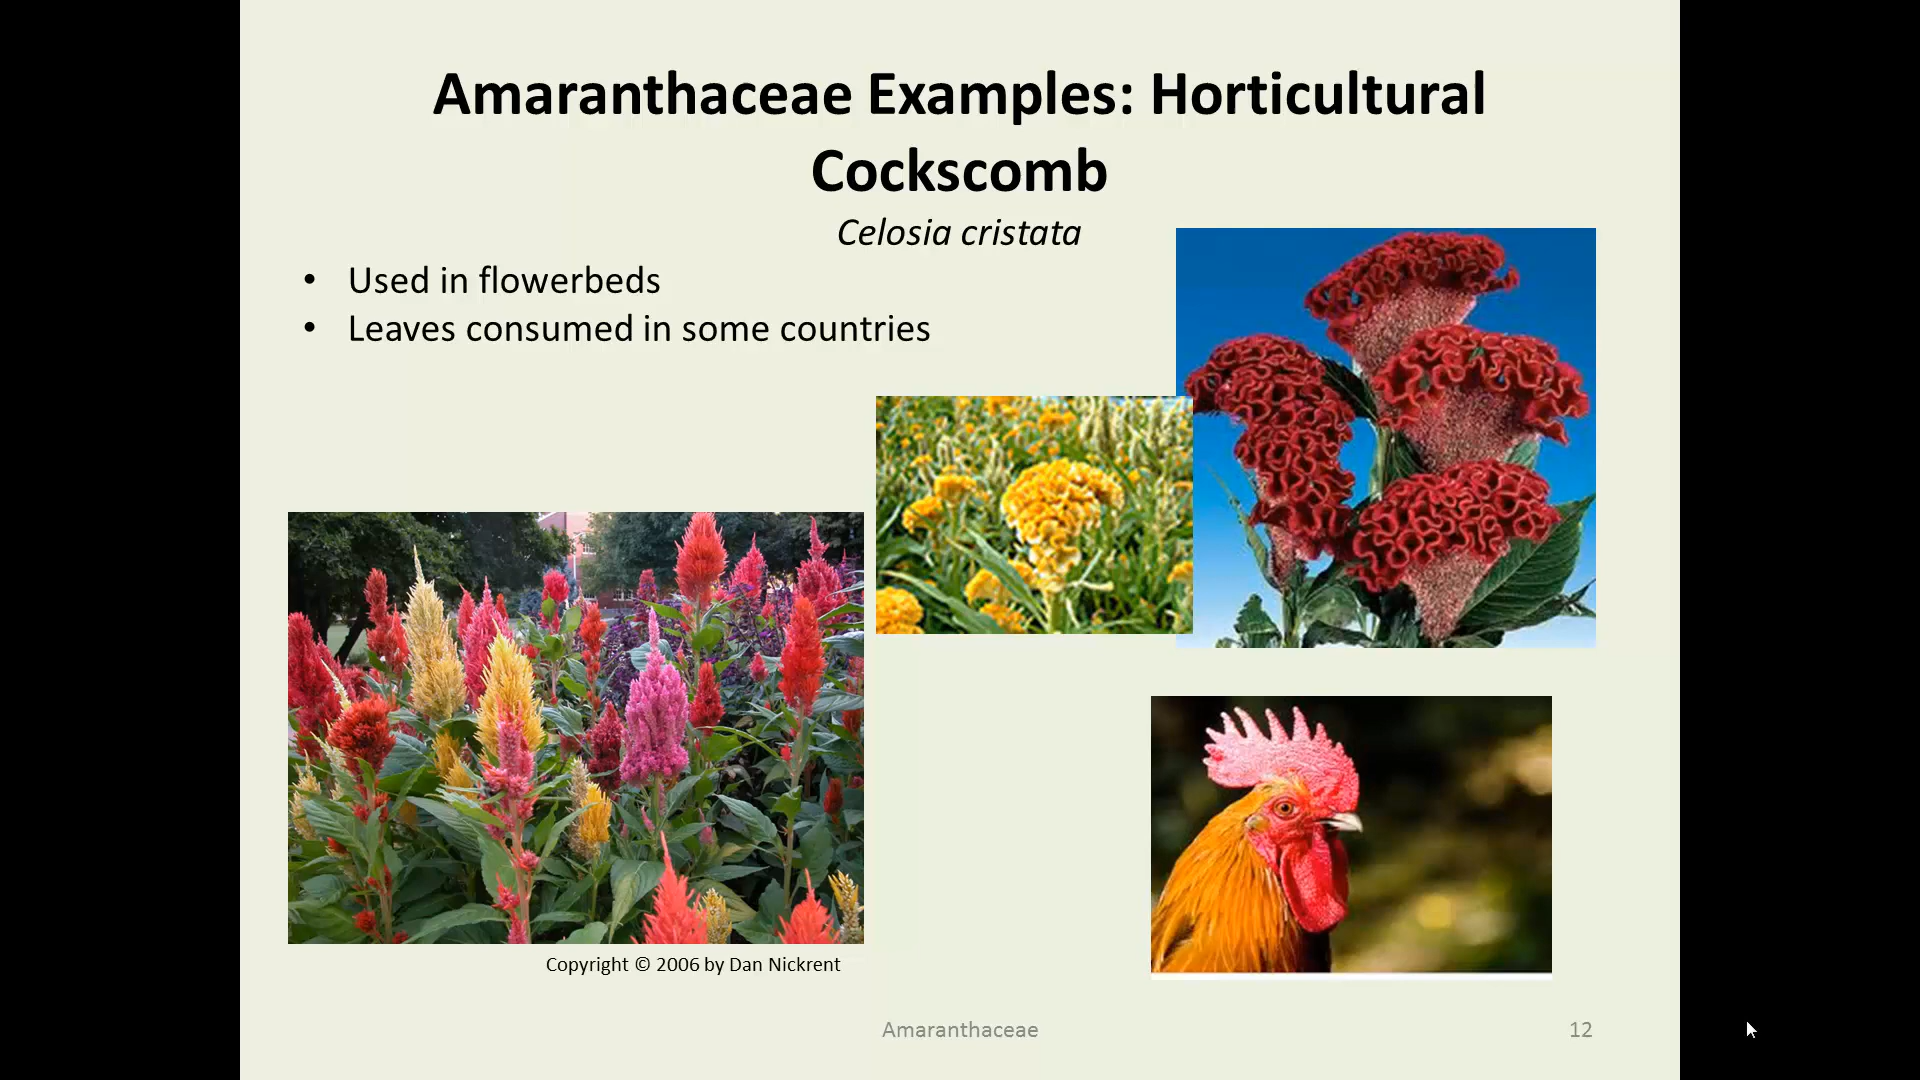 Amaranthaceae Examples: Horticultural
Cockscomb
Celosia cristata
• Used in flowerbeds
• Leaves consumed in some countries
Copyright © 2006 by Dan Nickrent
Amaranthaceae
12